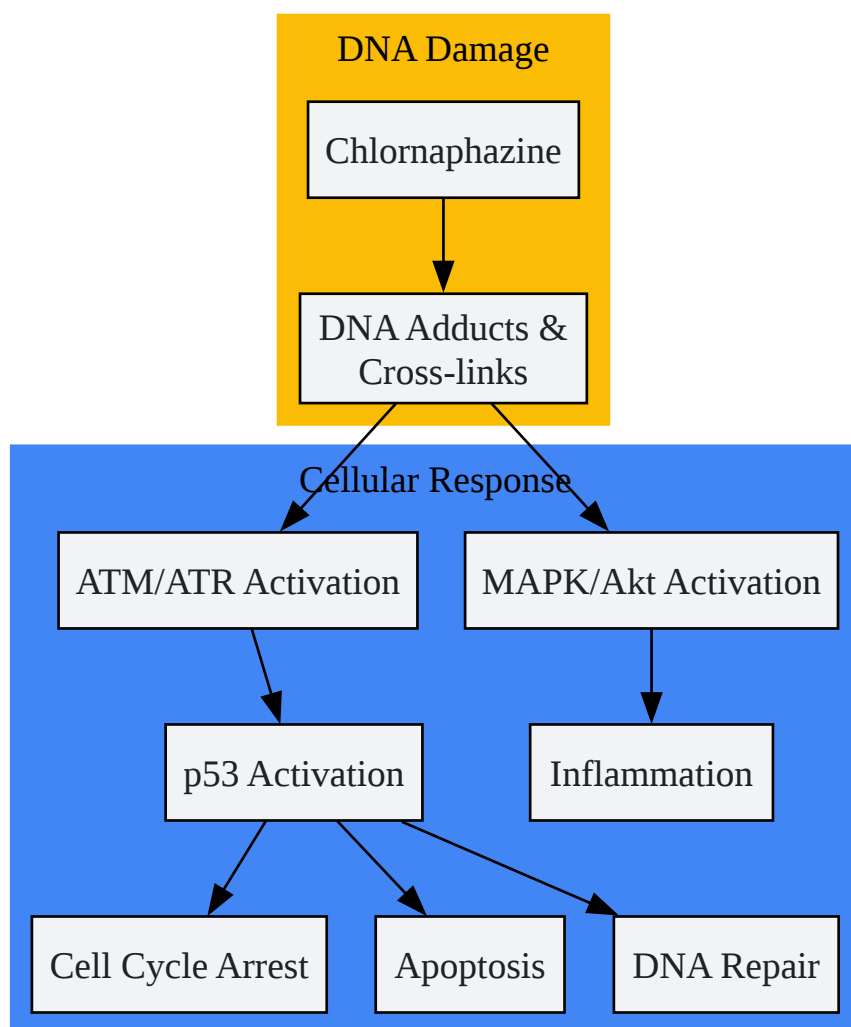 DNA Damage
Chlornaphazine
DNA Adducts &
Cross-links
Cellular Response
ATM/ATR Activation
MAPK/Akt Activation
p53 Activation
Inflammation
Cell Cycle Arrest
Apoptosis
DNA Repair